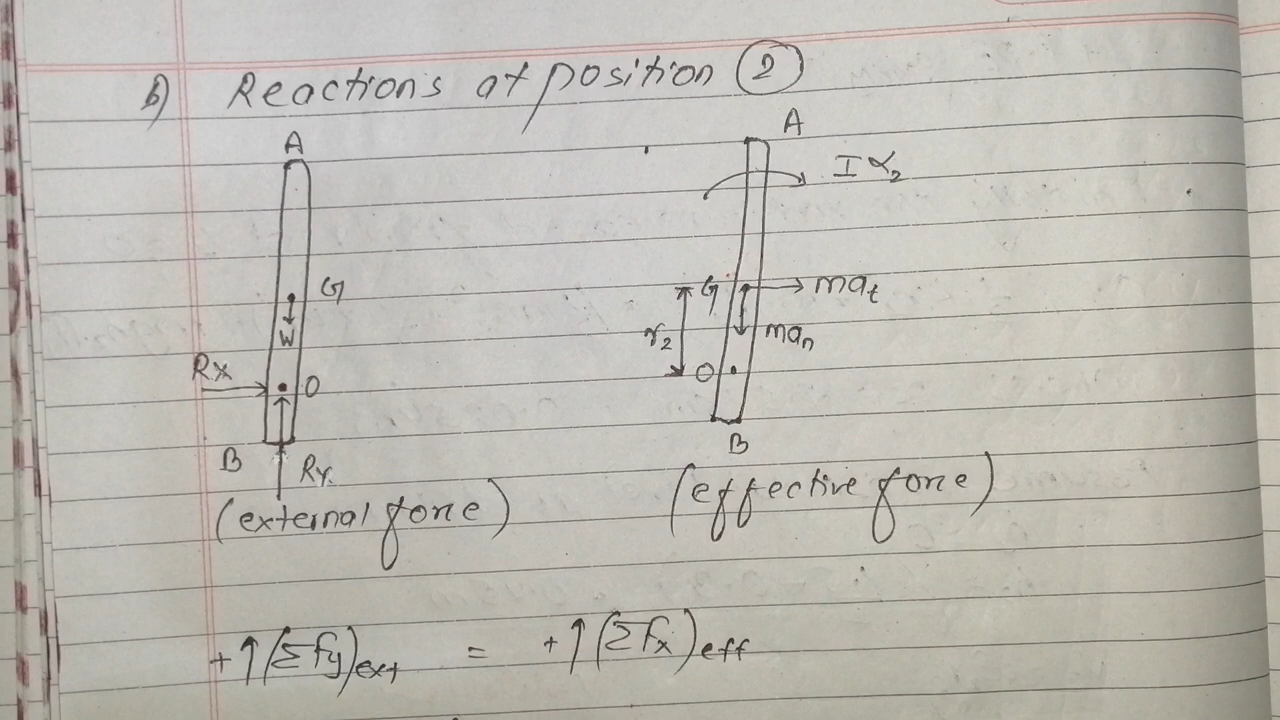 b) Reactions at position ②
A A
Iα₂
G G maₜ
W
r₂ maₙ
Rx O O
B Ry. B
(external force) (effective force)
+↑(ΣFy)ext = +↑(ΣFx)eff